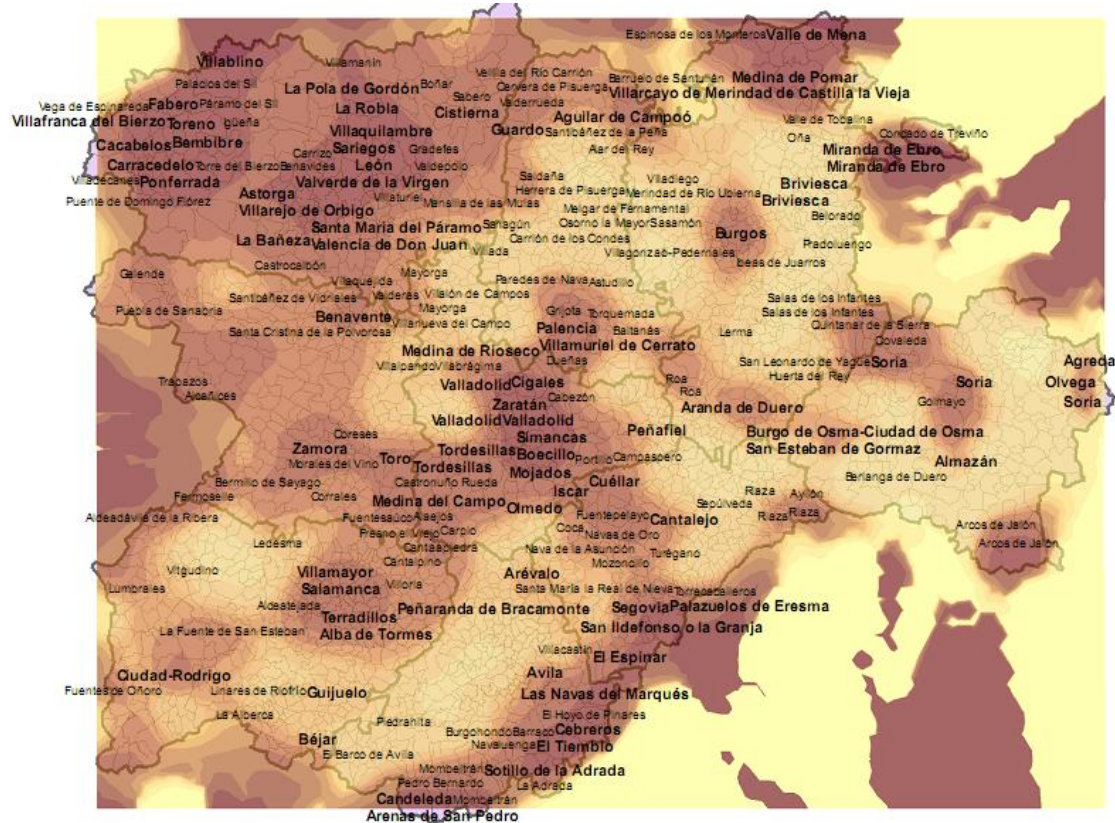 Espinosa de los Monteros
Valle de Mena
Villablino
Villamanín
Palacios del Sil
La Pola de Gordón
Boñar
Velilla del Río Carrión
Cervera de Pisuerga
Barruelo de Santullán
Medina de Pomar
Villarcayo de Merindad de Castilla la Vieja
Vega de Espinareda
Fabero
Páramo del Sil
La Robla
Sabero
Cistierna
Valderrueda
Aguilar de Campoó
Valle de Tobalina
Villafranca del Bierzo
Toreno
Igüeña
Villaquilambre
Guardo
Santibáñez de la Peña
Oña
Condado de Treviño
Cacabelos
Bembibre
Carrizo
Sariegos
Gradefes
Alar del Rey
Miranda de Ebro
Carracedelo
Torre del Bierzo
Benavides
León
Valdepolo
Miranda de Ebro
Villadecanes
Ponferrada
Valverde de la Virgen
Saldaña
Villadiego
Briviesca
Puente de Domingo Flórez
Astorga
Villaturiel
Mansilla de las Mulas
Herrera de Pisuerga
Merindad de Río Ubierna
Briviesca
Villarejo de Orbigo
Melgar de Fernamental
Belorado
Santa María del Páramo
Sahagún
Osorno la Mayor
Sasamón
Burgos
La Bañeza
Valencia de Don Juan
Villada
Carrión de los Condes
Pradoluengo
Villagonzalo-Pedernales
Ibeas de Juarros
Galende
Castrocalbón
Villaquejida
Mayorga
Paredes de Nava
Astudillo
Puebla de Sanabria
Santibáñez de Vidriales
Valderas
Villalón de Campos
Salas de los Infantes
Benavente
Mayorga
Grijota
Torquemada
Salas de los Infantes
Santa Cristina de la Polvorosa
Villanueva del Campo
Palencia
Baltanás
Lerma
Quintanar de la Sierra
Covaleda
Medina de Rioseco
Villamuriel de Cerrato
Villalpando
Villabrágima
Dueñas
San Leonardo de Yagüe
Soria
Agreda
Trabazos
Alcañices
Valladolid
Cigales
Roa
Huerta del Rey
Soria
Olvega
Zaratán
Cabezón
Roa
Golmayo
Soria
Valladolid
Valladolid
Aranda de Duero
Coreses
Simancas
Peñafiel
Burgo de Osma-Ciudad de Osma
Zamora
Toro
Tordesillas
Boecillo
Portillo
Campaspero
San Esteban de Gormaz
Morales del Vino
Tordesillas
Mojados
Almazán
Bermillo de Sayago
Castronuño
Rueda
Cuéllar
Berlanga de Duero
Fermoselle
Corrales
Medina del Campo
Iscar
Sepúlveda
Riaza
Ayllón
Aldeadávila de la Ribera
Fuentesaúco
Alaejos
Olmedo
Fuentepelayo
Cantalejo
Riaza
Riaza
Fresno el Viejo
Carpio
Coca
Navas de Oro
Arcos de Jalón
Ledesma
Cantalapiedra
Nava de la Asunción
Turégano
Arcos de Jalón
Vitigudino
Cantalpino
Mozoncillo
Lumbrales
Villamayor
Villoria
Arévalo
Salamanca
Santa María la Real de Nieva
Torrecaballeros
Aldeatejada
Peñaranda de Bracamonte
Segovia
Palazuelos de Eresma
Terradillos
La Fuente de San Esteban
Alba de Tormes
San Ildefonso o la Granja
Villacastín
El Espinar
Ciudad-Rodrigo
Avila
Fuentes de Oñoro
Linares de Riofrío
Guijuelo
Las Navas del Marqués
La Alberca
Piedrahita
El Hoyo de Pinares
Burgohondo
Barraco
Cebreros
Béjar
El Barco de Avila
Navaluenga
El Tiemblo
Mombeltrán
Sotillo de la Adrada
Pedro Bernardo
La Adrada
Candeleda
Mombeltrán
Arenas de San Pedro